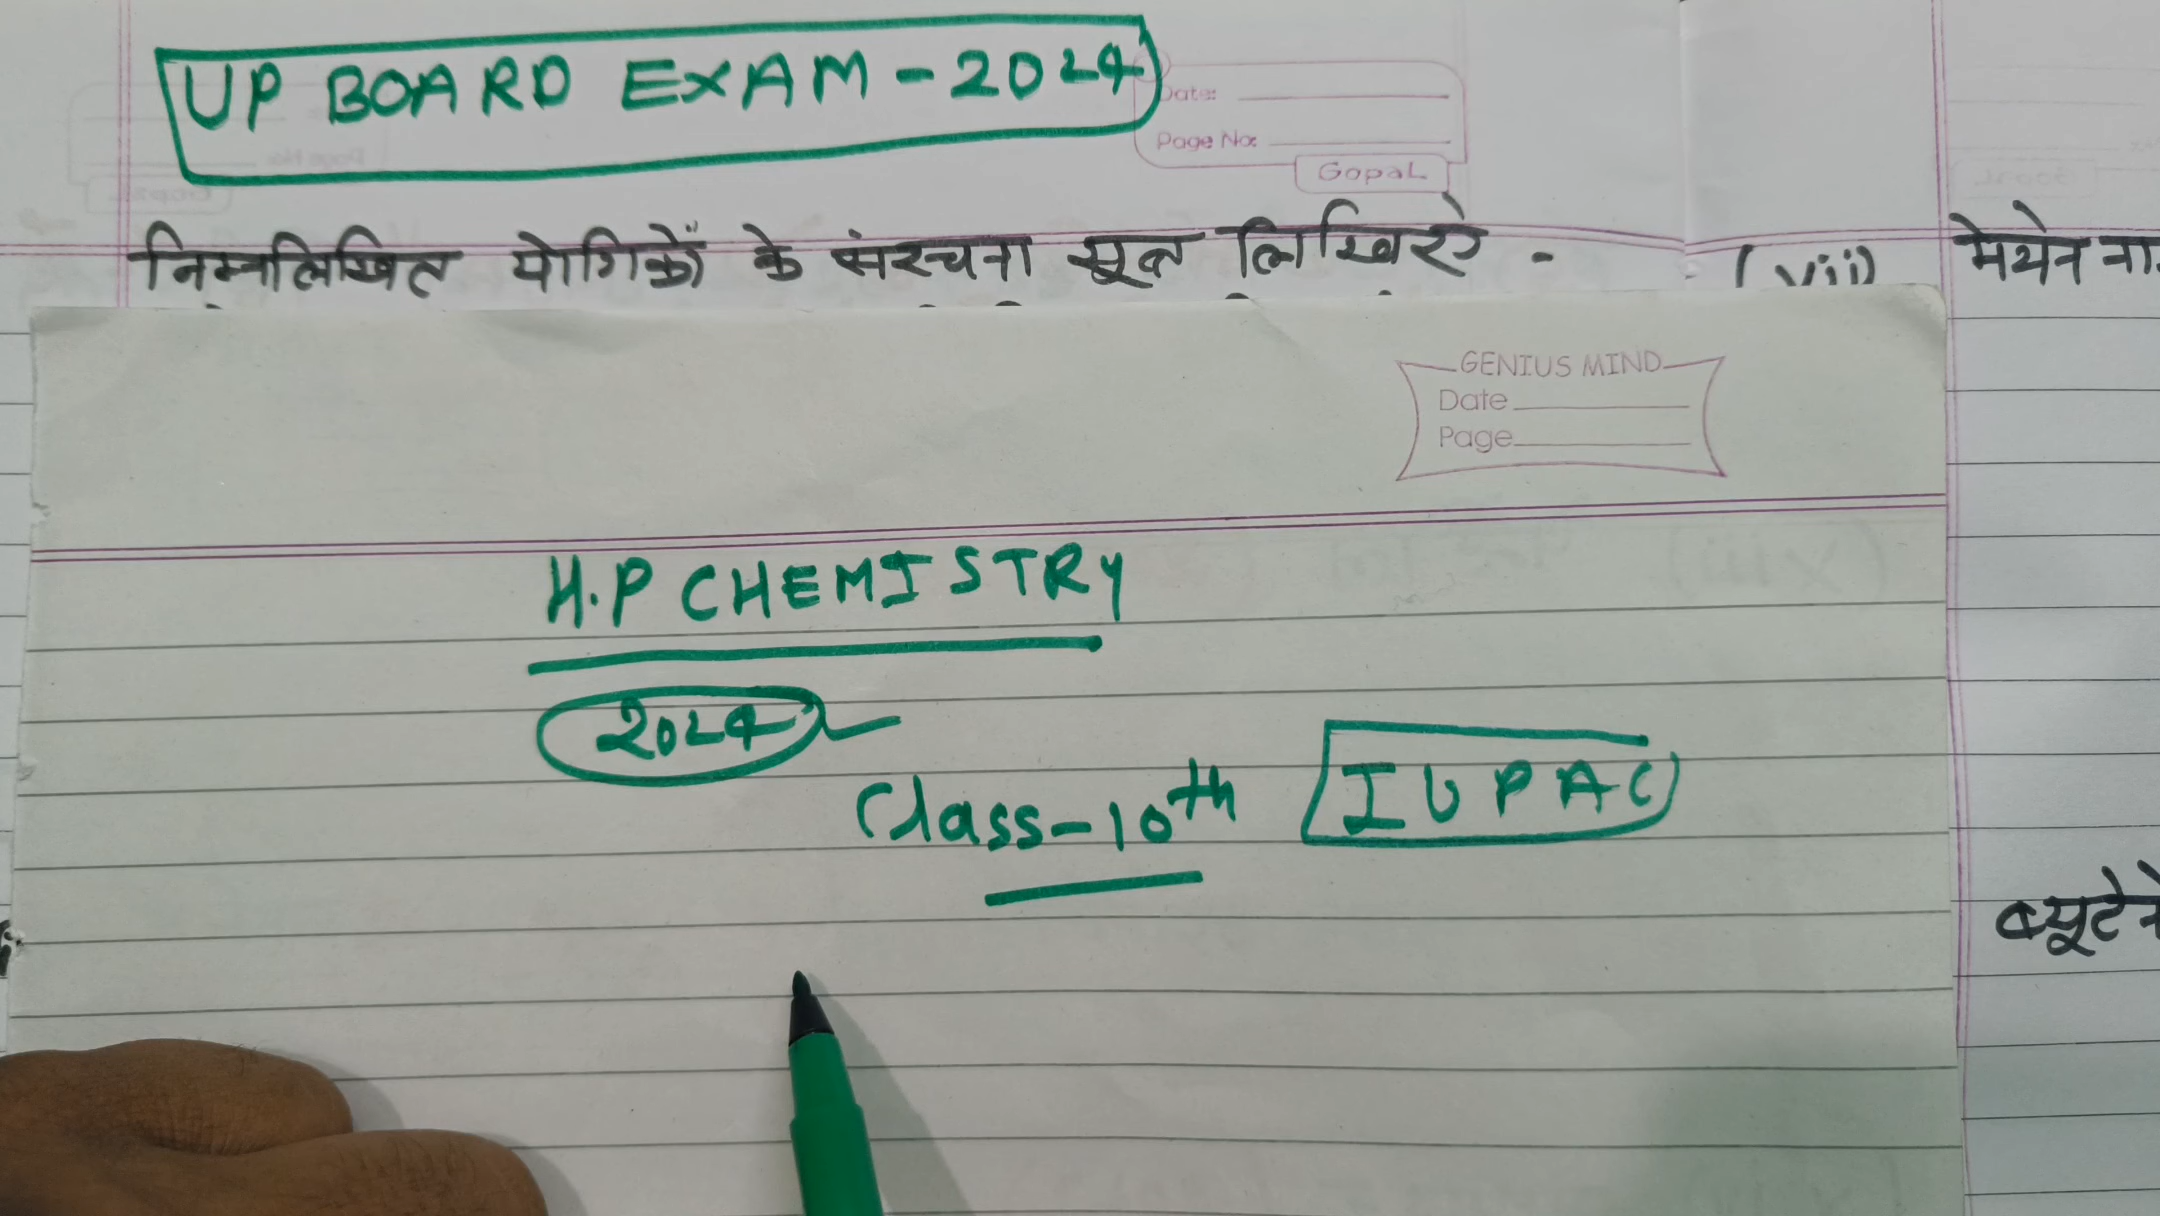 UP BOARD EXAM - 2024
Date:
Page No:
Gopal
निम्नलिखित योगिकों के संरचना सूत्र लिखिए -
(vii) मेथेन
GENIUS MIND
Date
Page
H.P CHEMISTRY
2024
Class-10th IUPAC